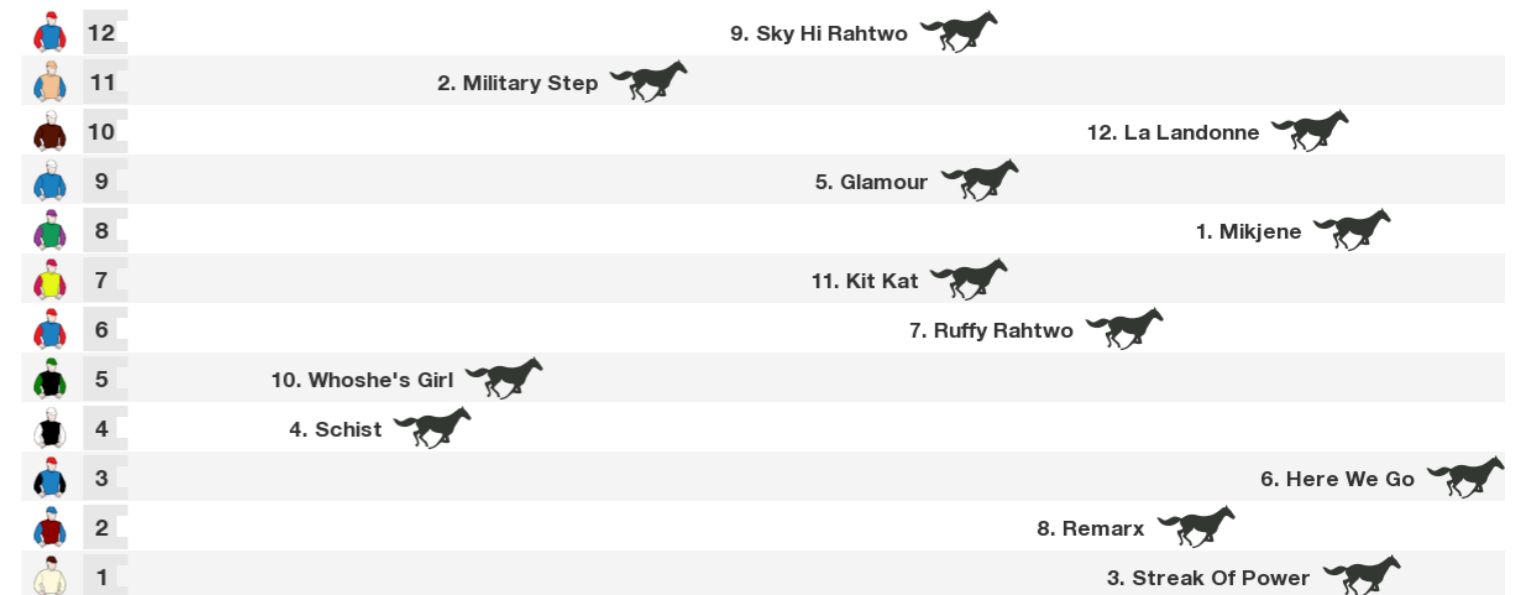 12 9. Sky Hi Rahtwo
11 2. Military Step
10 12. La Landonne
9 5. Glamour
8 1. Mikjene
7 11. Kit Kat
6 7. Ruffy Rahtwo
5 10. Whoshe's Girl
4 4. Schist
3 6. Here We Go
2 8. Remarx
1 3. Streak Of Power